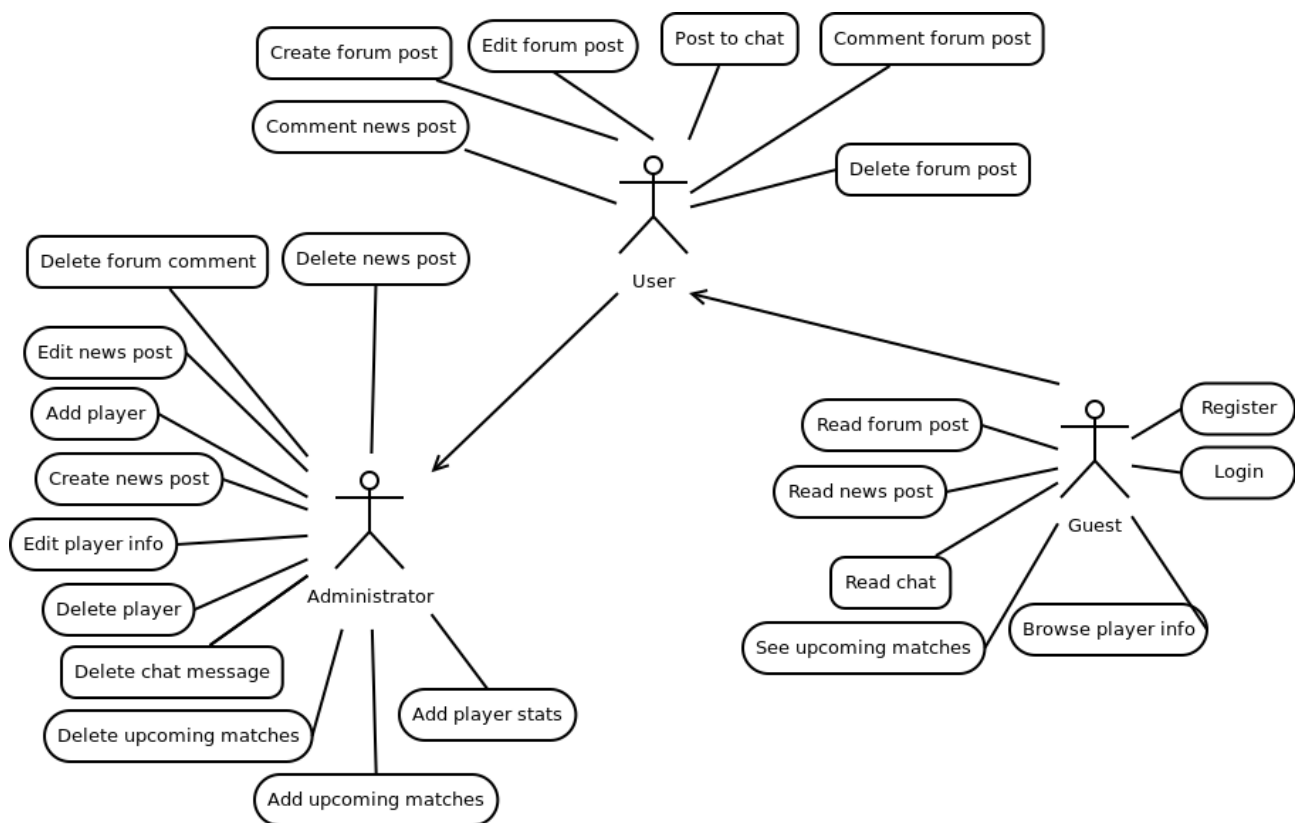 Create forum post
Edit forum post
Post to chat
Comment forum post
Comment news post
Delete forum post
User
Delete forum comment
Delete news post
Edit news post
Add player
Create news post
Edit player info
Delete player
Administrator
Delete chat message
Delete upcoming matches
Add player stats
Add upcoming matches
Register
Read forum post
Login
Read news post
Guest
Read chat
Browse player info
See upcoming matches